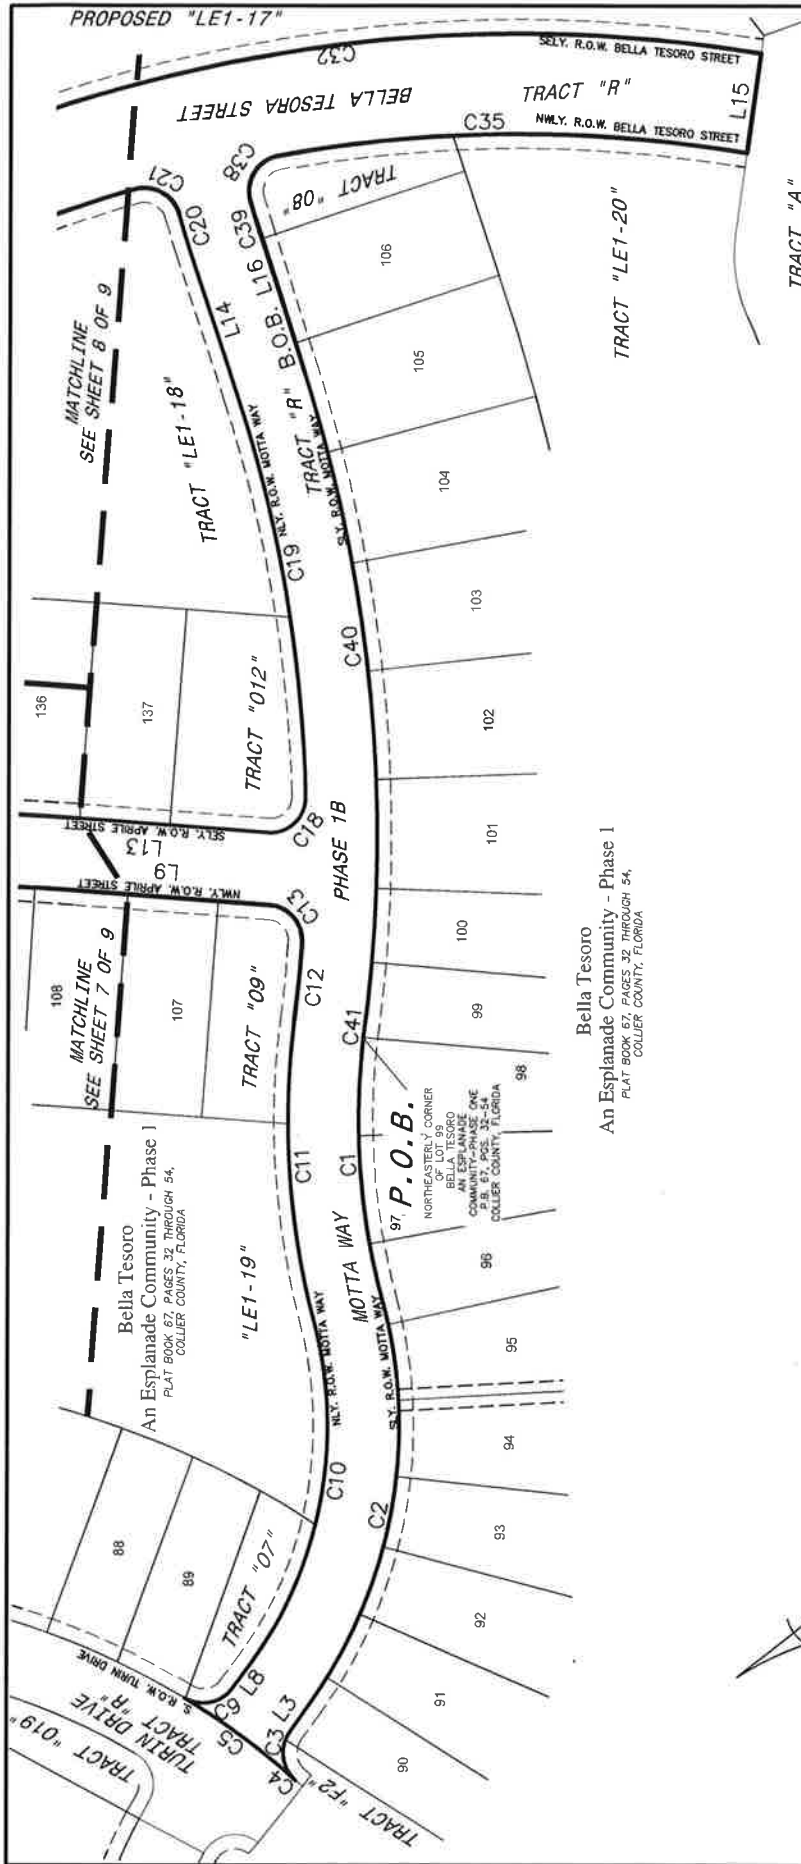 PROPOSED "LE1-17"
C32
SELY. R.O.W. BELLA TESORO STREET
BELLA TESORA STREET
TRACT "R"
L15
C35
NWLY. R.O.W. BELLA TESORO STREET
C21
C38
C20
C39
TRACT "08"
TRACT "A"
L16
106
TRACT "LE1-20"
MATCHLINE
SEE SHEET 8 OF 9
L14
B.O.B.
105
TRACT "LE1-18"
TRACT "R"
NLY. R.O.W. MOTTA WAY
SLY. R.O.W. MOTTA WAY
104
C19
103
C40
136
137
TRACT "012"
102
SELY. R.O.W. APRILE STREET
L13
C18
101
L9
NWLY. R.O.W. APRILE STREET
PHASE 1B
C13
100
108
MATCHLINE
SEE SHEET 7 OF 9
107
TRACT "09"
C12
99
C41
98
Bella Tesoro
An Esplanade Community - Phase 1
PLAT BOOK 67, PAGES 32 THROUGH 54,
COLLIER COUNTY, FLORIDA
P.O.B.
NORTHEASTERLY CORNER
OF LOT 99
BELLA TESORO
AN ESPLANADE
COMMUNITY-PHASE ONE
P.B. 67, PGS. 32-54
COLLIER COUNTY, FLORIDA
97
C11
C1
96
Bella Tesoro
An Esplanade Community - Phase 1
PLAT BOOK 67, PAGES 32 THROUGH 54,
COLLIER COUNTY, FLORIDA
"LE1-19"
MOTTA WAY
NLY. R.O.W. MOTTA WAY
SLY. R.O.W. MOTTA WAY
95
94
C10
C2
93
88
89
TRACT "07"
92
91
90
S. R.O.W. TURIN DRIVE
TURIN DRIVE
TRACT "R"
TRACT "019"
C9
L8
C5
C3
L3
C4
TRACT "F2"